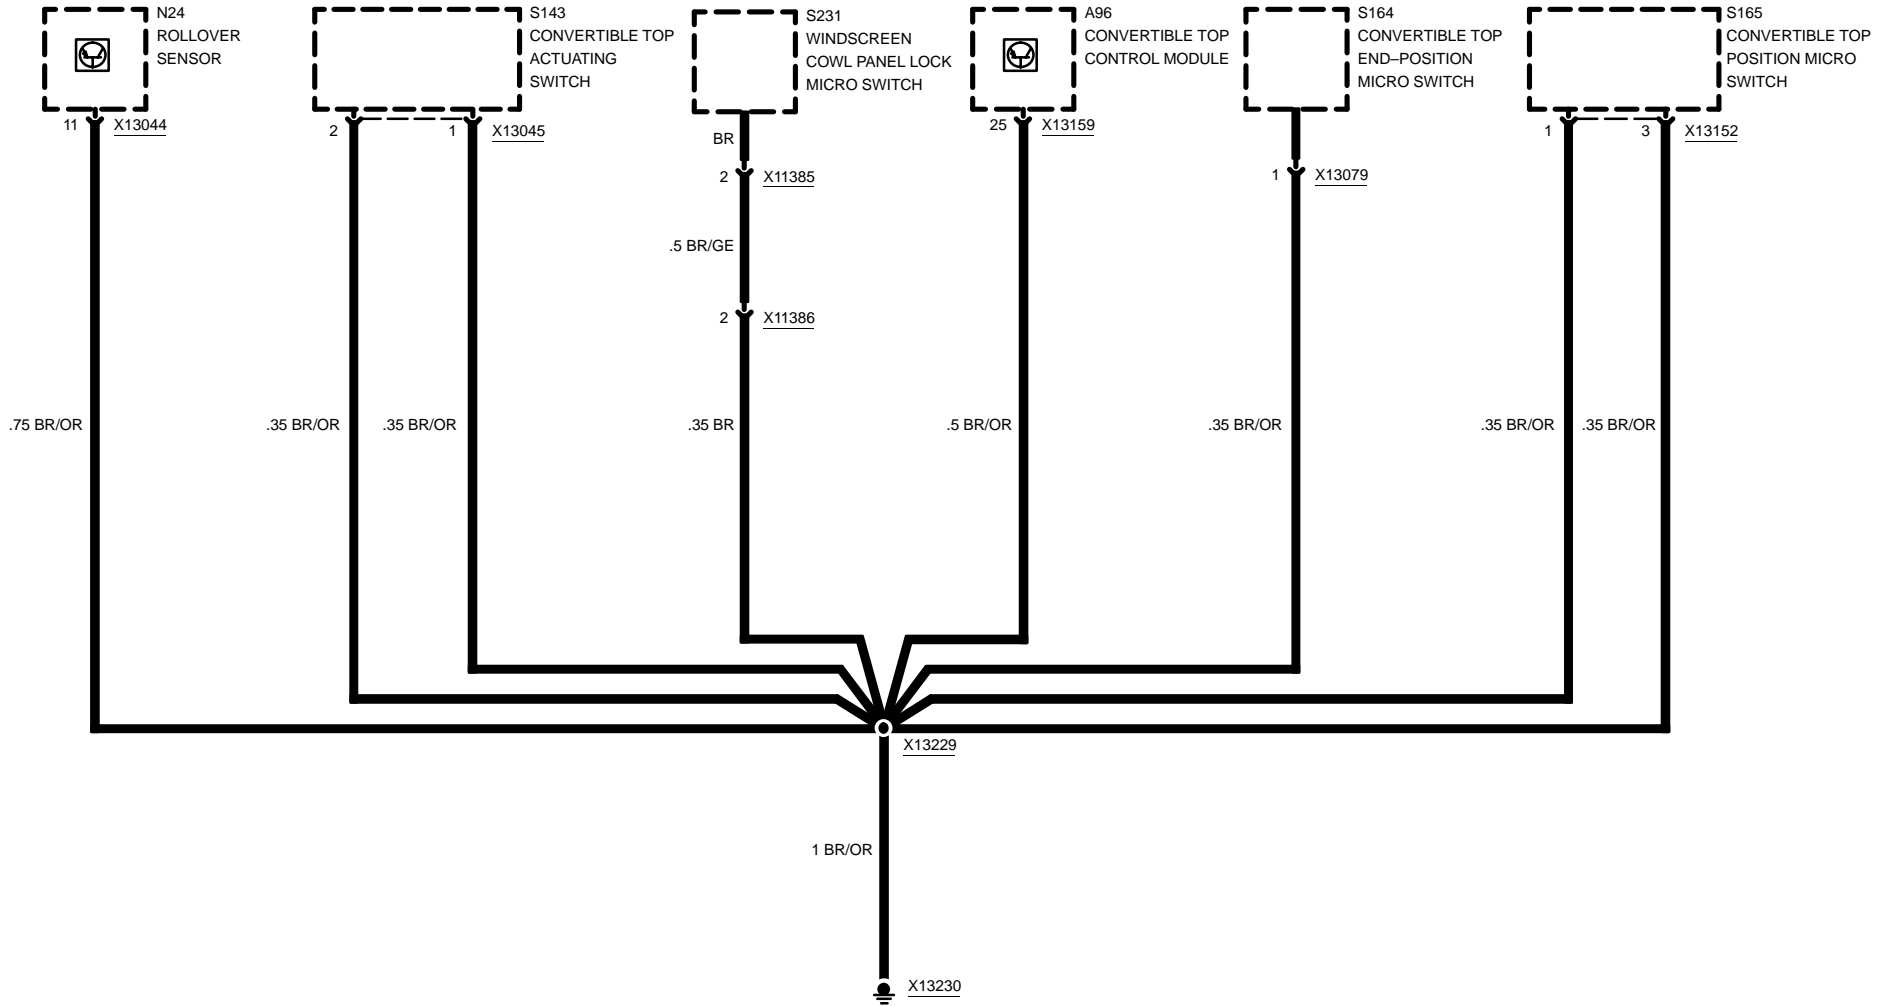 N24
ROLLOVER
SENSOR
S143
CONVERTIBLE TOP
ACTUATING
SWITCH
S231
WINDSCREEN
COWL PANEL LOCK
MICRO SWITCH
A96
CONVERTIBLE TOP
CONTROL MODULE
S164
CONVERTIBLE TOP
END–POSITION
MICRO SWITCH
S165
CONVERTIBLE TOP
POSITION MICRO
SWITCH
11 X13044
2 1 X13045
BR
25 X13159
1 3 X13152
2 X11385
1 X13079
.5 BR/GE
2 X11386
.75 BR/OR
.35 BR/OR
.35 BR/OR
.35 BR
.5 BR/OR
.35 BR/OR
.35 BR/OR
.35 BR/OR
X13229
1 BR/OR
X13230